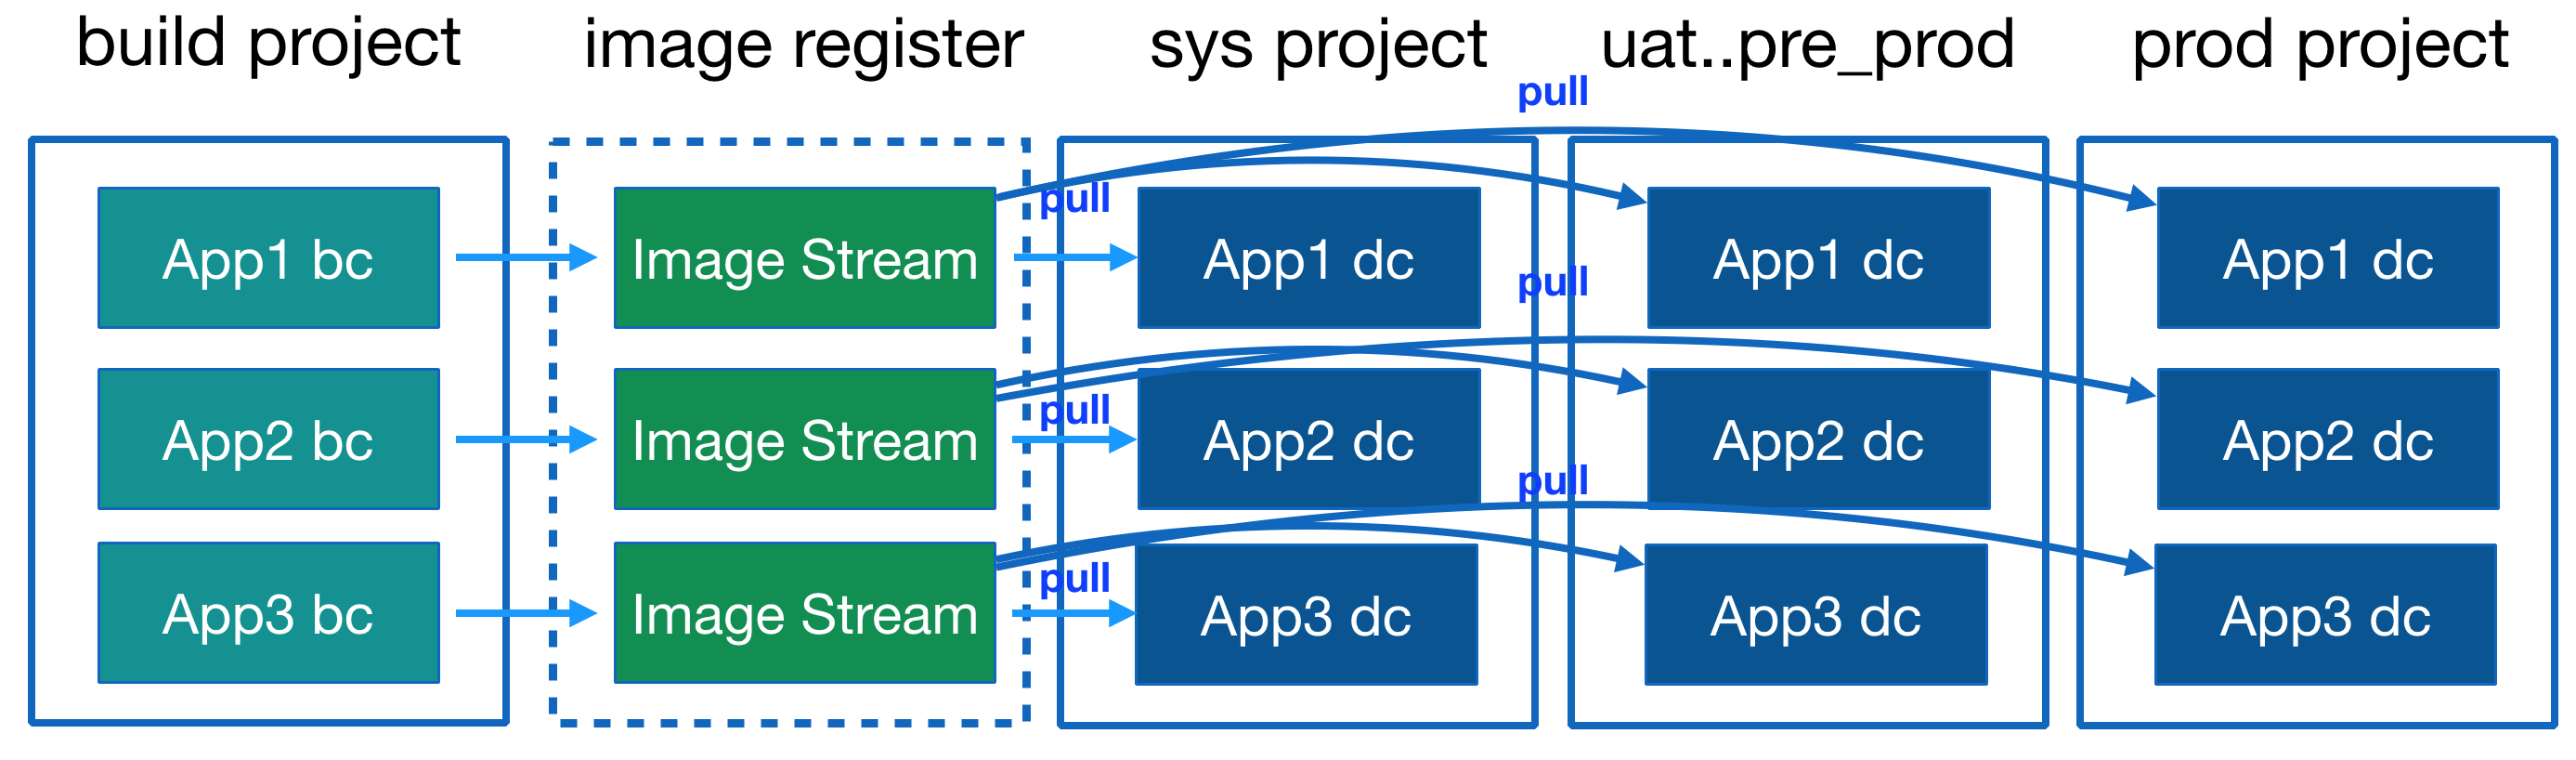 build project
image register
sys project
uat..pre_prod
prod project
pull
App1 bc
Image Stream
pull
App1 dc
App1 dc
App1 dc
pull
App2 bc
Image Stream
pull
App2 dc
App2 dc
App2 dc
pull
App3 bc
Image Stream
pull
App3 dc
App3 dc
App3 dc